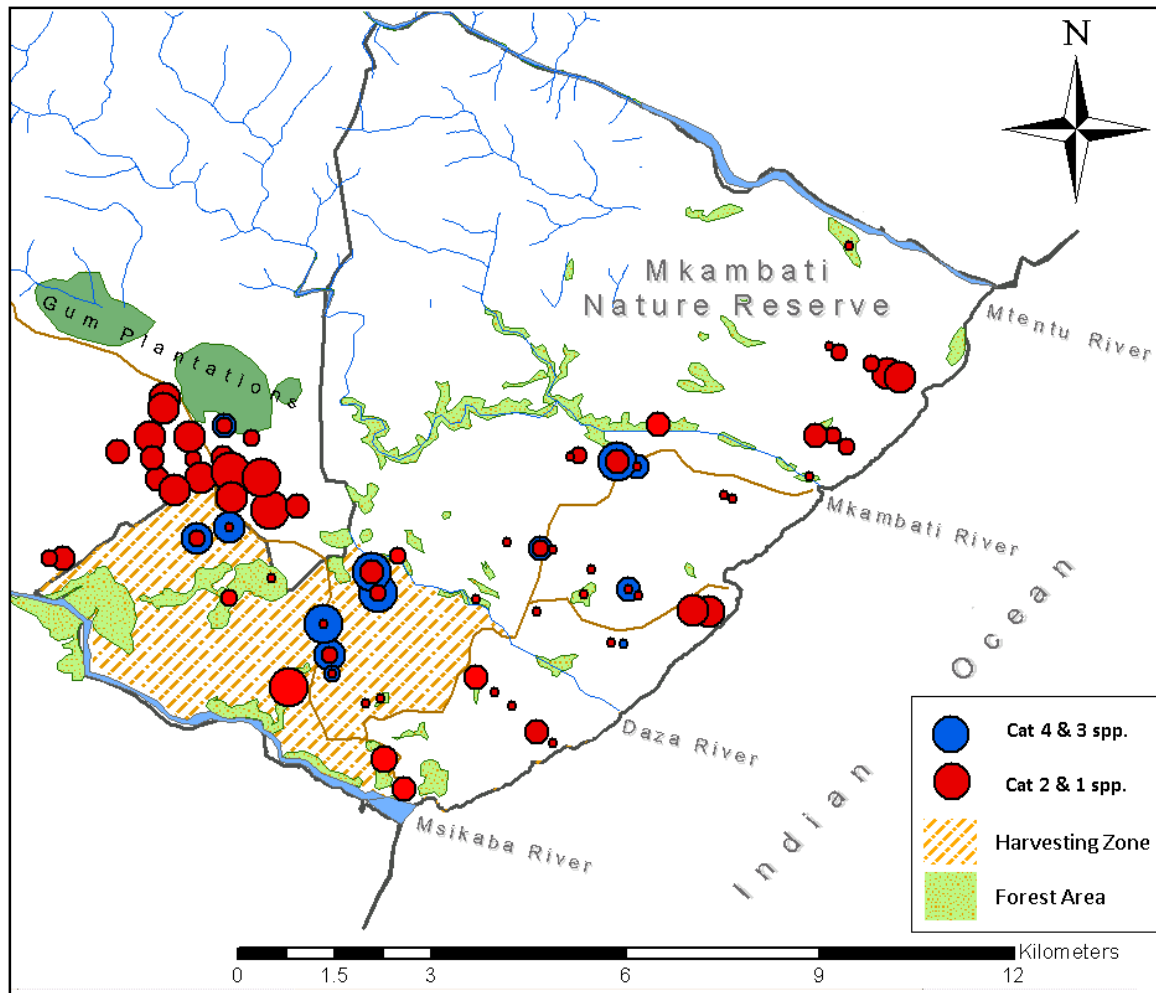 N
Mkambati
Nature Reserve
Mtentu River
Gum Plantations
Mkambati River
Indian Ocean
Daza River
Msikaba River
Cat 4 & 3 spp.
Cat 2 & 1 spp.
Harvesting Zone
Forest Area
Kilometers
0 1.5 3 6 9 12